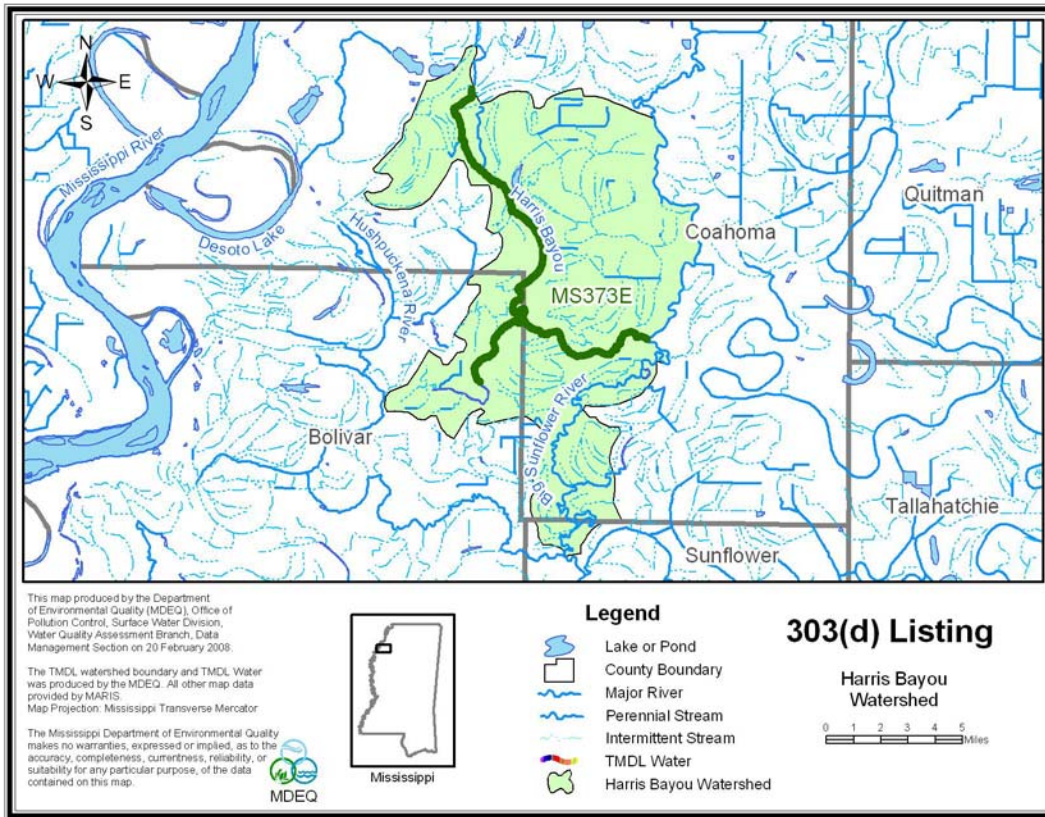 N
W E
S
Mississippi River
Desoto Lake
Hushpuckena River
Harris Bayou
Coahoma
Quitman
MS373E
Bolivar
Big Sunflower River
Tallahatchie
Sunflower
This map produced by the Department
of Environmental Quality (MDEQ), Office of
Pollution Control, Surface Water Division,
Water Quality Assessment Branch, Data
Management Section on 20 February 2008.
The TMDL watershed boundary and TMDL Water
was produced by the MDEQ. All other map data
provided by MARIS.
Map Projection: Mississippi Transverse Mercator
The Mississippi Department of Environmental Quality
makes no warranties, expressed or implied, as to the
accuracy, completeness, currentness, reliability, or
suitability for any particular purpose, of the data
contained on this map.
MDEQ
Mississippi
Legend
Lake or Pond
County Boundary
Major River
Perennial Stream
Intermittent Stream
TMDL Water
Harris Bayou Watershed
303(d) Listing
Harris Bayou
Watershed
0 1 2 3 4 5
Miles